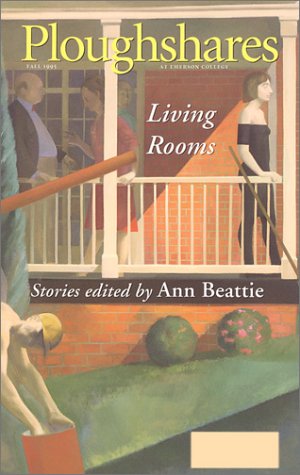 Ploughshares
FALL 1995 AT EMERSON COLLEGE
Living
Rooms
Stories edited by Ann Beattie